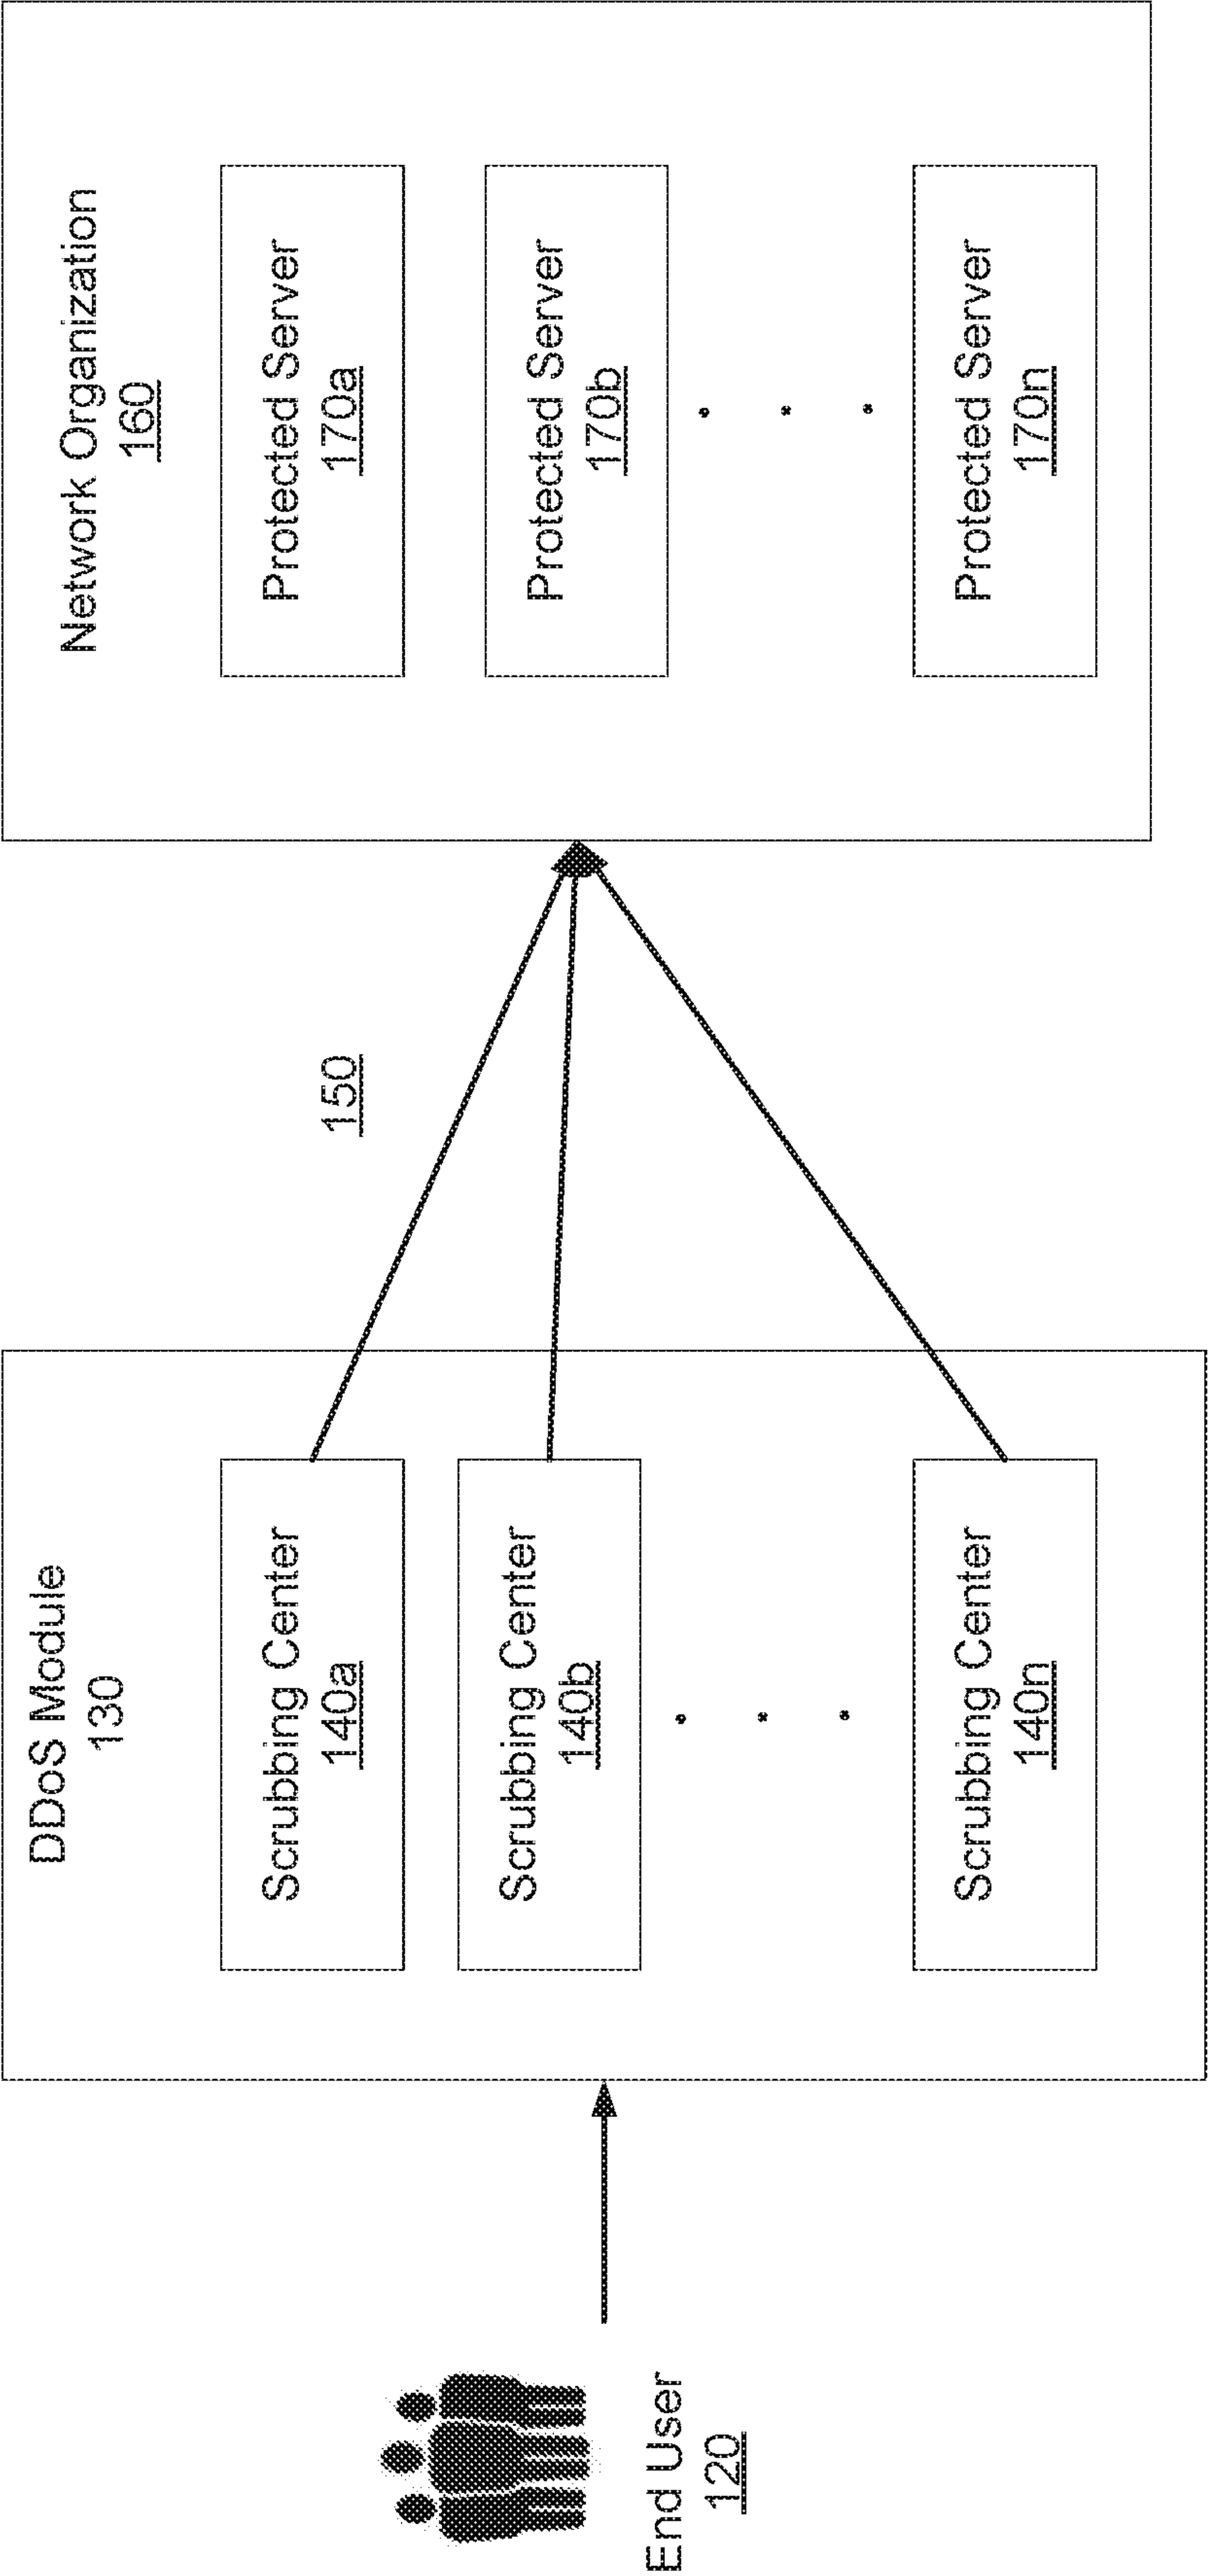 End User
120
DDoS Module
130
Scrubbing Center
140a
Scrubbing Center
140b
Scrubbing Center
140n
150
Network Organization
160
Protected Server
170a
Protected Server
170b
Protected Server
170n